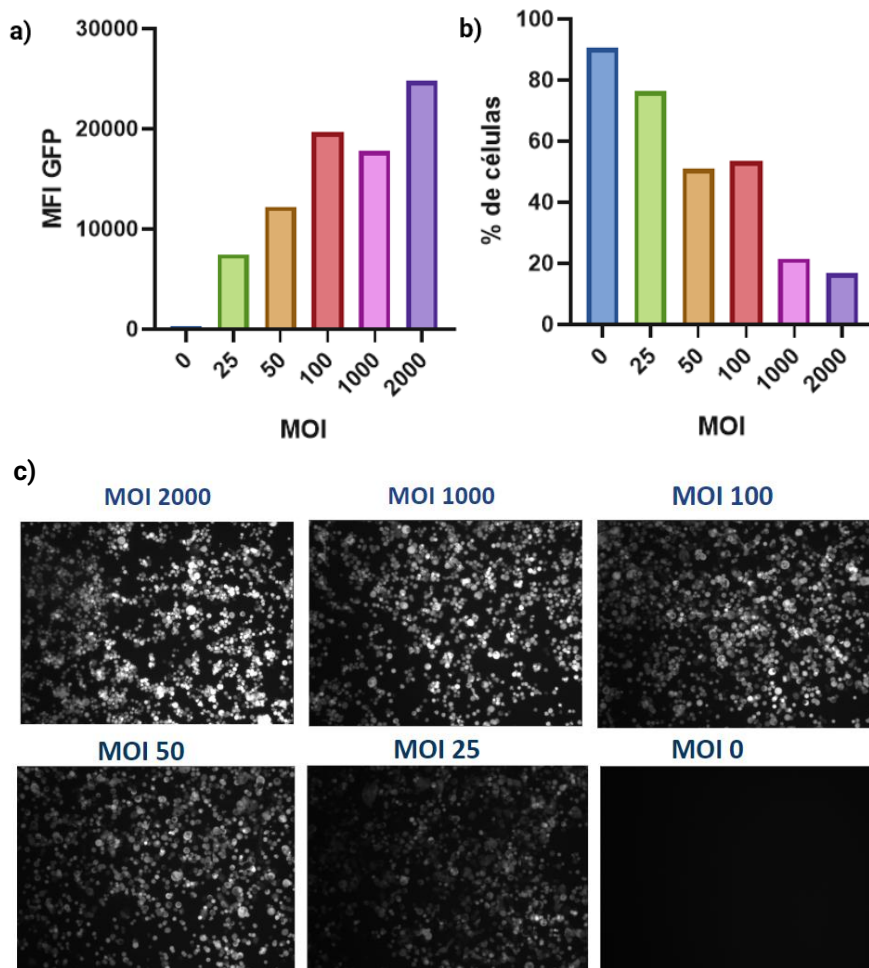 a)
MFI GFP
30000
20000
10000
0
0
25
50
100
1000
2000
MOI
b)
% de células
100
80
60
40
20
0
0
25
50
100
1000
2000
MOI
c)
MOI 2000
MOI 1000
MOI 100
MOI 50
MOI 25
MOI 0